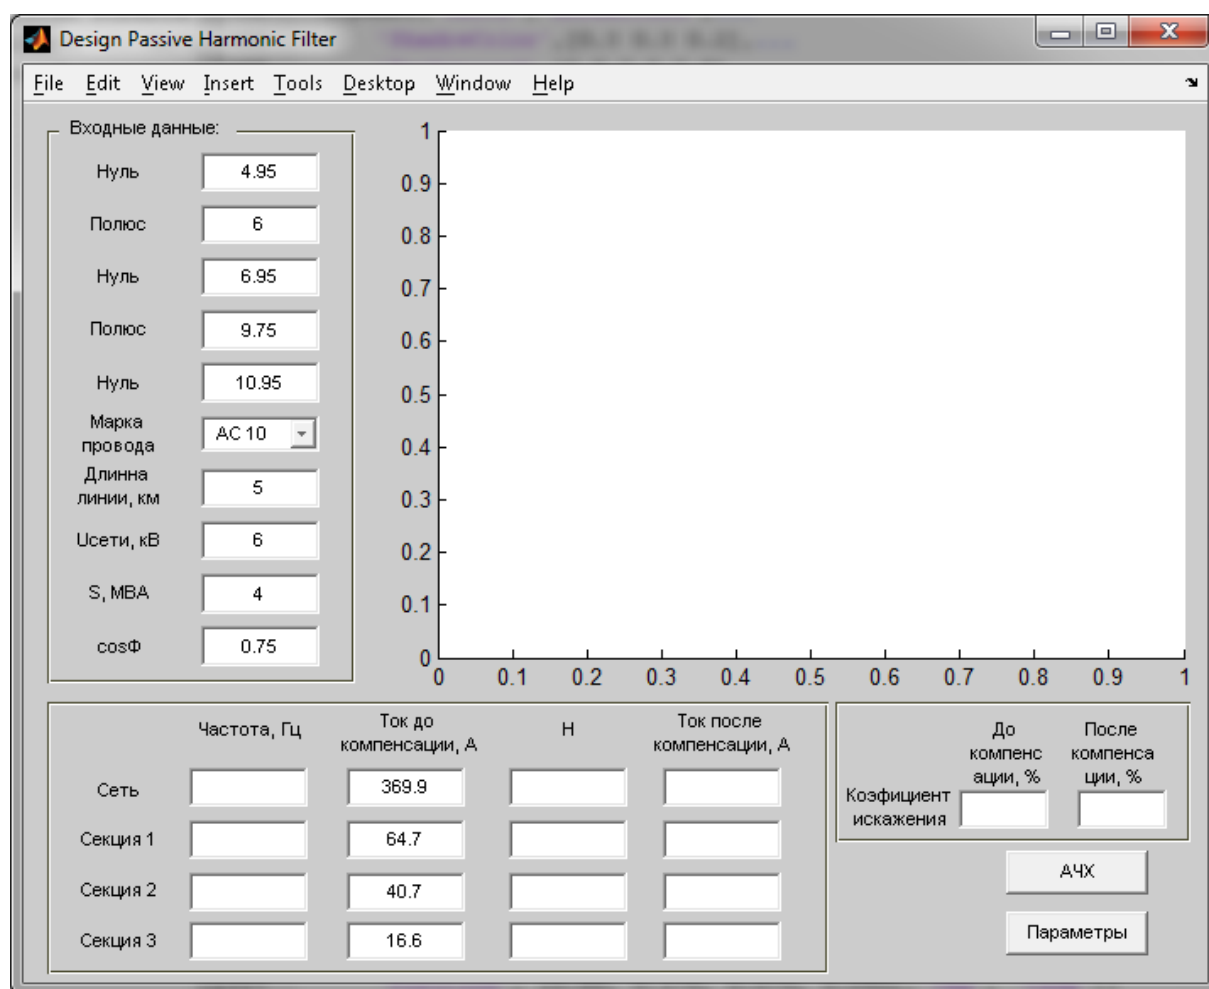 Design Passive Harmonic Filter
File Edit View Insert Tools Desktop Window Help
Входные данные:
Нуль 4.95
Полюс 6
Нуль 6.95
Полюс 9.75
Нуль 10.95
Марка
провода
АС 10
Длинна
линии, км
5
Uсети, кВ 6
S, МВА 4
cosФ 0.75
1
0.9
0.8
0.7
0.6
0.5
0.4
0.3
0.2
0.1
0
0 0.1 0.2 0.3 0.4 0.5 0.6 0.7 0.8 0.9 1
Частота, Гц
Ток до
компенсации, А
Н
Ток после
компенсации, А
Сеть 369.9
Секция 1 64.7
Секция 2 40.7
Секция 3 16.6
До
компенс
ации, %
После
компенса
ции, %
Коэфициент
искажения
АЧХ
Параметры